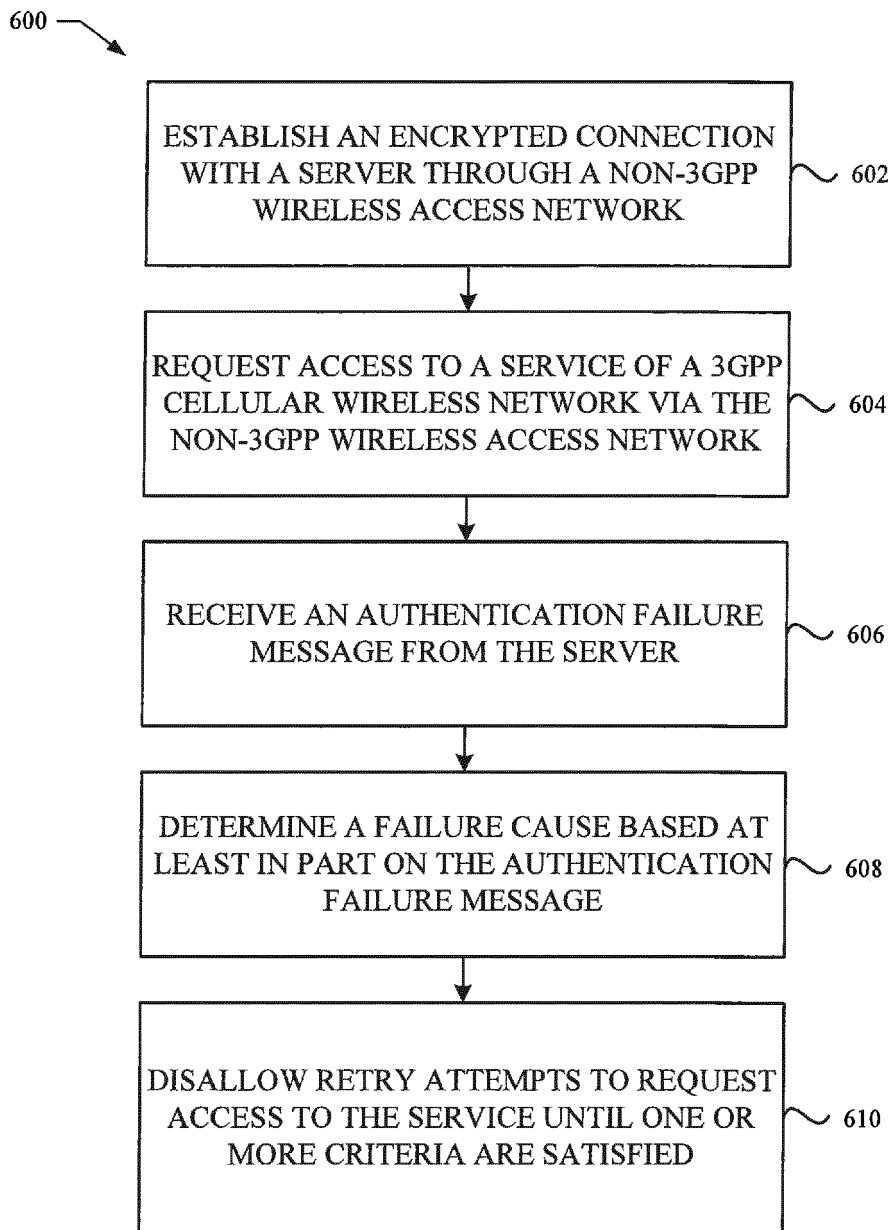 600
ESTABLISH AN ENCRYPTED CONNECTION
WITH A SERVER THROUGH A NON-3GPP
WIRELESS ACCESS NETWORK
602
REQUEST ACCESS TO A SERVICE OF A 3GPP
CELLULAR WIRELESS NETWORK VIA THE
NON-3GPP WIRELESS ACCESS NETWORK
604
RECEIVE AN AUTHENTICATION FAILURE
MESSAGE FROM THE SERVER
606
DETERMINE A FAILURE CAUSE BASED AT
LEAST IN PART ON THE AUTHENTICATION
FAILURE MESSAGE
608
DISALLOW RETRY ATTEMPTS TO REQUEST
ACCESS TO THE SERVICE UNTIL ONE OR
MORE CRITERIA ARE SATISFIED
610